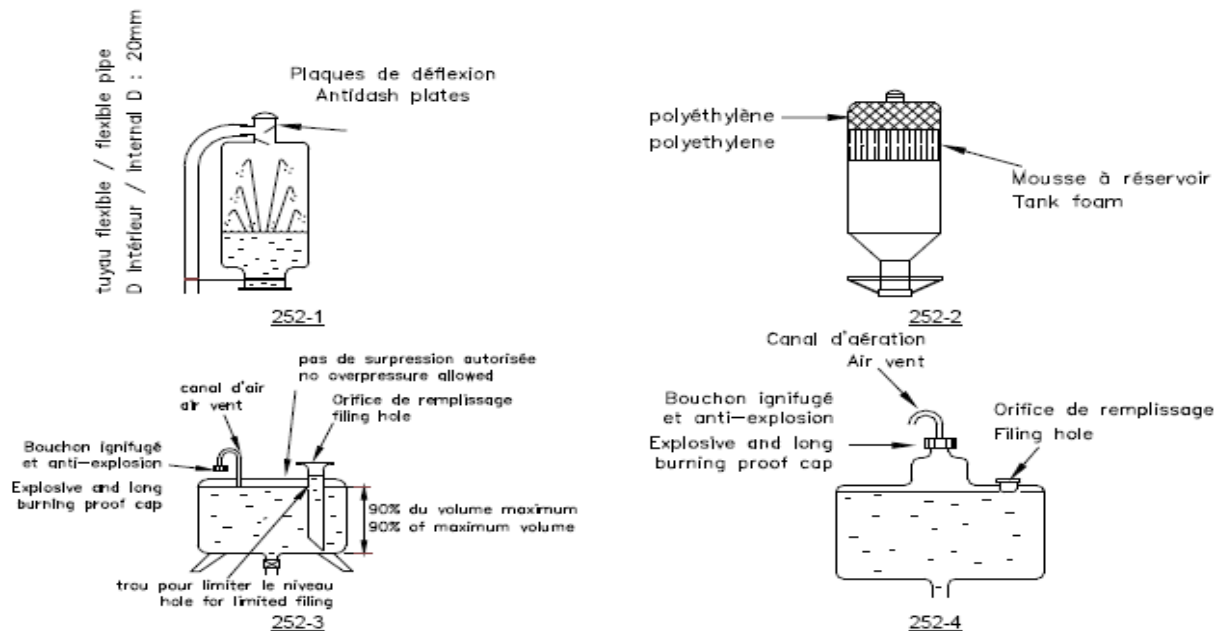 tuyau flexible / flexible pipe
D Intérieur / Internal D : 20mm
Plaques de déflexion
Antidash plates
252-1
polyéthylène
polyethylene
Mousse à réservoir
Tank foam
252-2
pas de surpression autorisée
no overpressure allowed
canal d'air
air vent
Orifice de remplissage
filing hole
Bouchon ignifugé
et anti-explosion
Explosive and long
burning proof cap
90% du volume maximum
90% of maximum volume
trou pour limiter le niveau
hole for limited filing
252-3
Canal d'aération
Air vent
Bouchon ignifugé
et anti-explosion
Explosive and long
burning proof cap
Orifice de remplissage
Filing hole
252-4